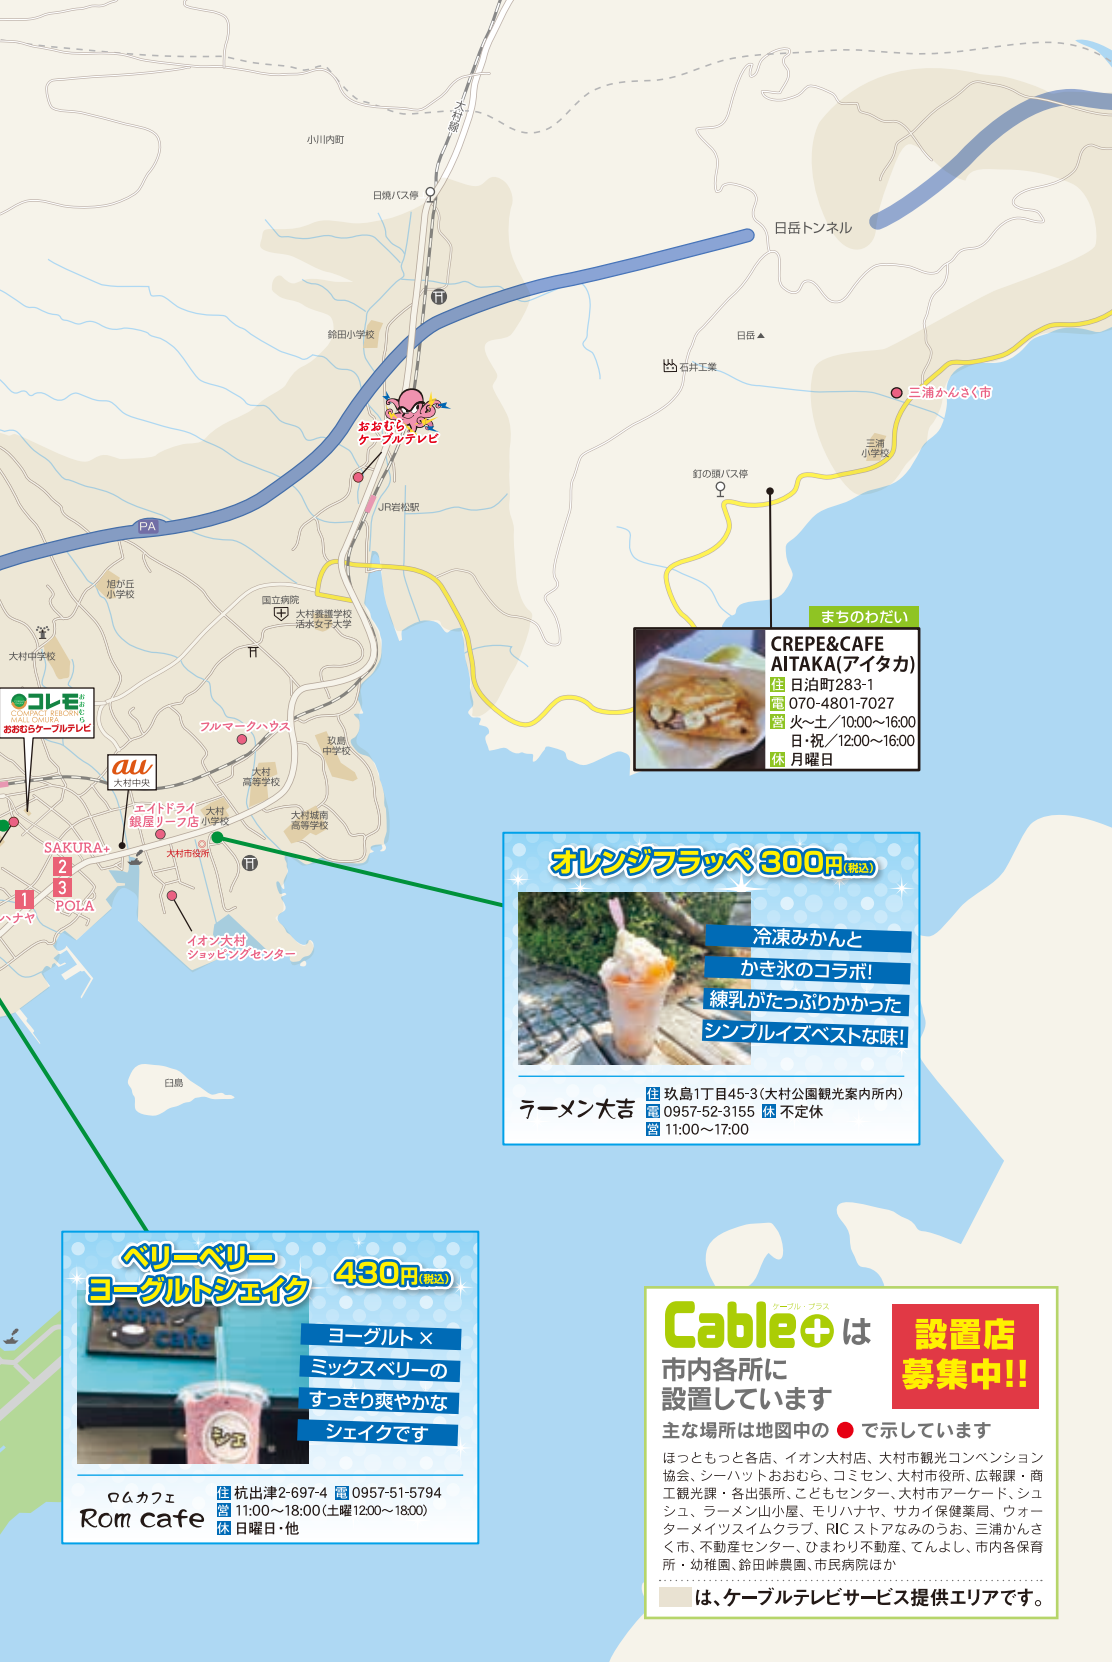 大村線
小川内町
日焼バス停
日岳トンネル
鈴田小学校
日岳
石井工業
三浦かんさく市
おおむら
ケーブルテレビ
三浦
小学校
釘の頭バス停
JR岩松駅
PA
旭が丘
小学校
国立病院
大村養護学校
活水女子大学
大村中学校
まちのわだい
CREPE&CAFE
AITAKA(アイタカ)
住 日泊町283-1
電 070-4801-7027
営 火〜土／10:00〜16:00
日・祝／12:00〜16:00
休 月曜日
コレモ おおむら
COMPACT REBORN
MALL OMURA
おおむらケーブルテレビ
フルマークハウス
玖島
中学校
au
大村中央
大村
高等学校
エイトドライ
銀屋リーフ店
大村
小学校
大村城南
高等学校
大村市役所
SAKURA+
2
3
POLA
1
ハナヤ
イオン大村
ショッピングセンター
臼島
オレンジフラッペ 300円(税込)
冷凍みかんと
かき氷のコラボ!
練乳がたっぷりかかった
シンプルイズベストな味!
ラーメン大吉
住 玖島1丁目45-3（大村公園観光案内所内）
電 0957-52-3155 休 不定休
営 11:00〜17:00
ベリーベリー
ヨーグルトシェイク 430円(税込)
Rom
cafe
シェ
ヨーグルト×
ミックスベリーの
すっきり爽やかな
シェイクです
ロムカフェ
Rom cafe
住 杭出津2-697-4 電 0957-51-5794
営 11:00〜18:00（土曜12:00〜18:00）
休 日曜日・他
ケーブル・プラス
Cable+は
市内各所に
設置しています
設置店
募集中!!
主な場所は地図中の ● で示しています
ほっともっと各店、イオン大村店、大村市観光コンベンション
協会、シーハットおおむら、コミセン、大村市役所、広報課・商
工観光課・各出張所、こどもセンター、大村市アーケード、シュ
シュ、ラーメン山小屋、モリハナヤ、サカイ保健薬局、ウォー
ターメイツスイムクラブ、RIC ストアなみのうお、三浦かんさ
く市、不動産センター、ひまわり不動産、てんよし、市内各保育
所・幼稚園、鈴田峠農園、市民病院ほか
は、ケーブルテレビサービス提供エリアです。